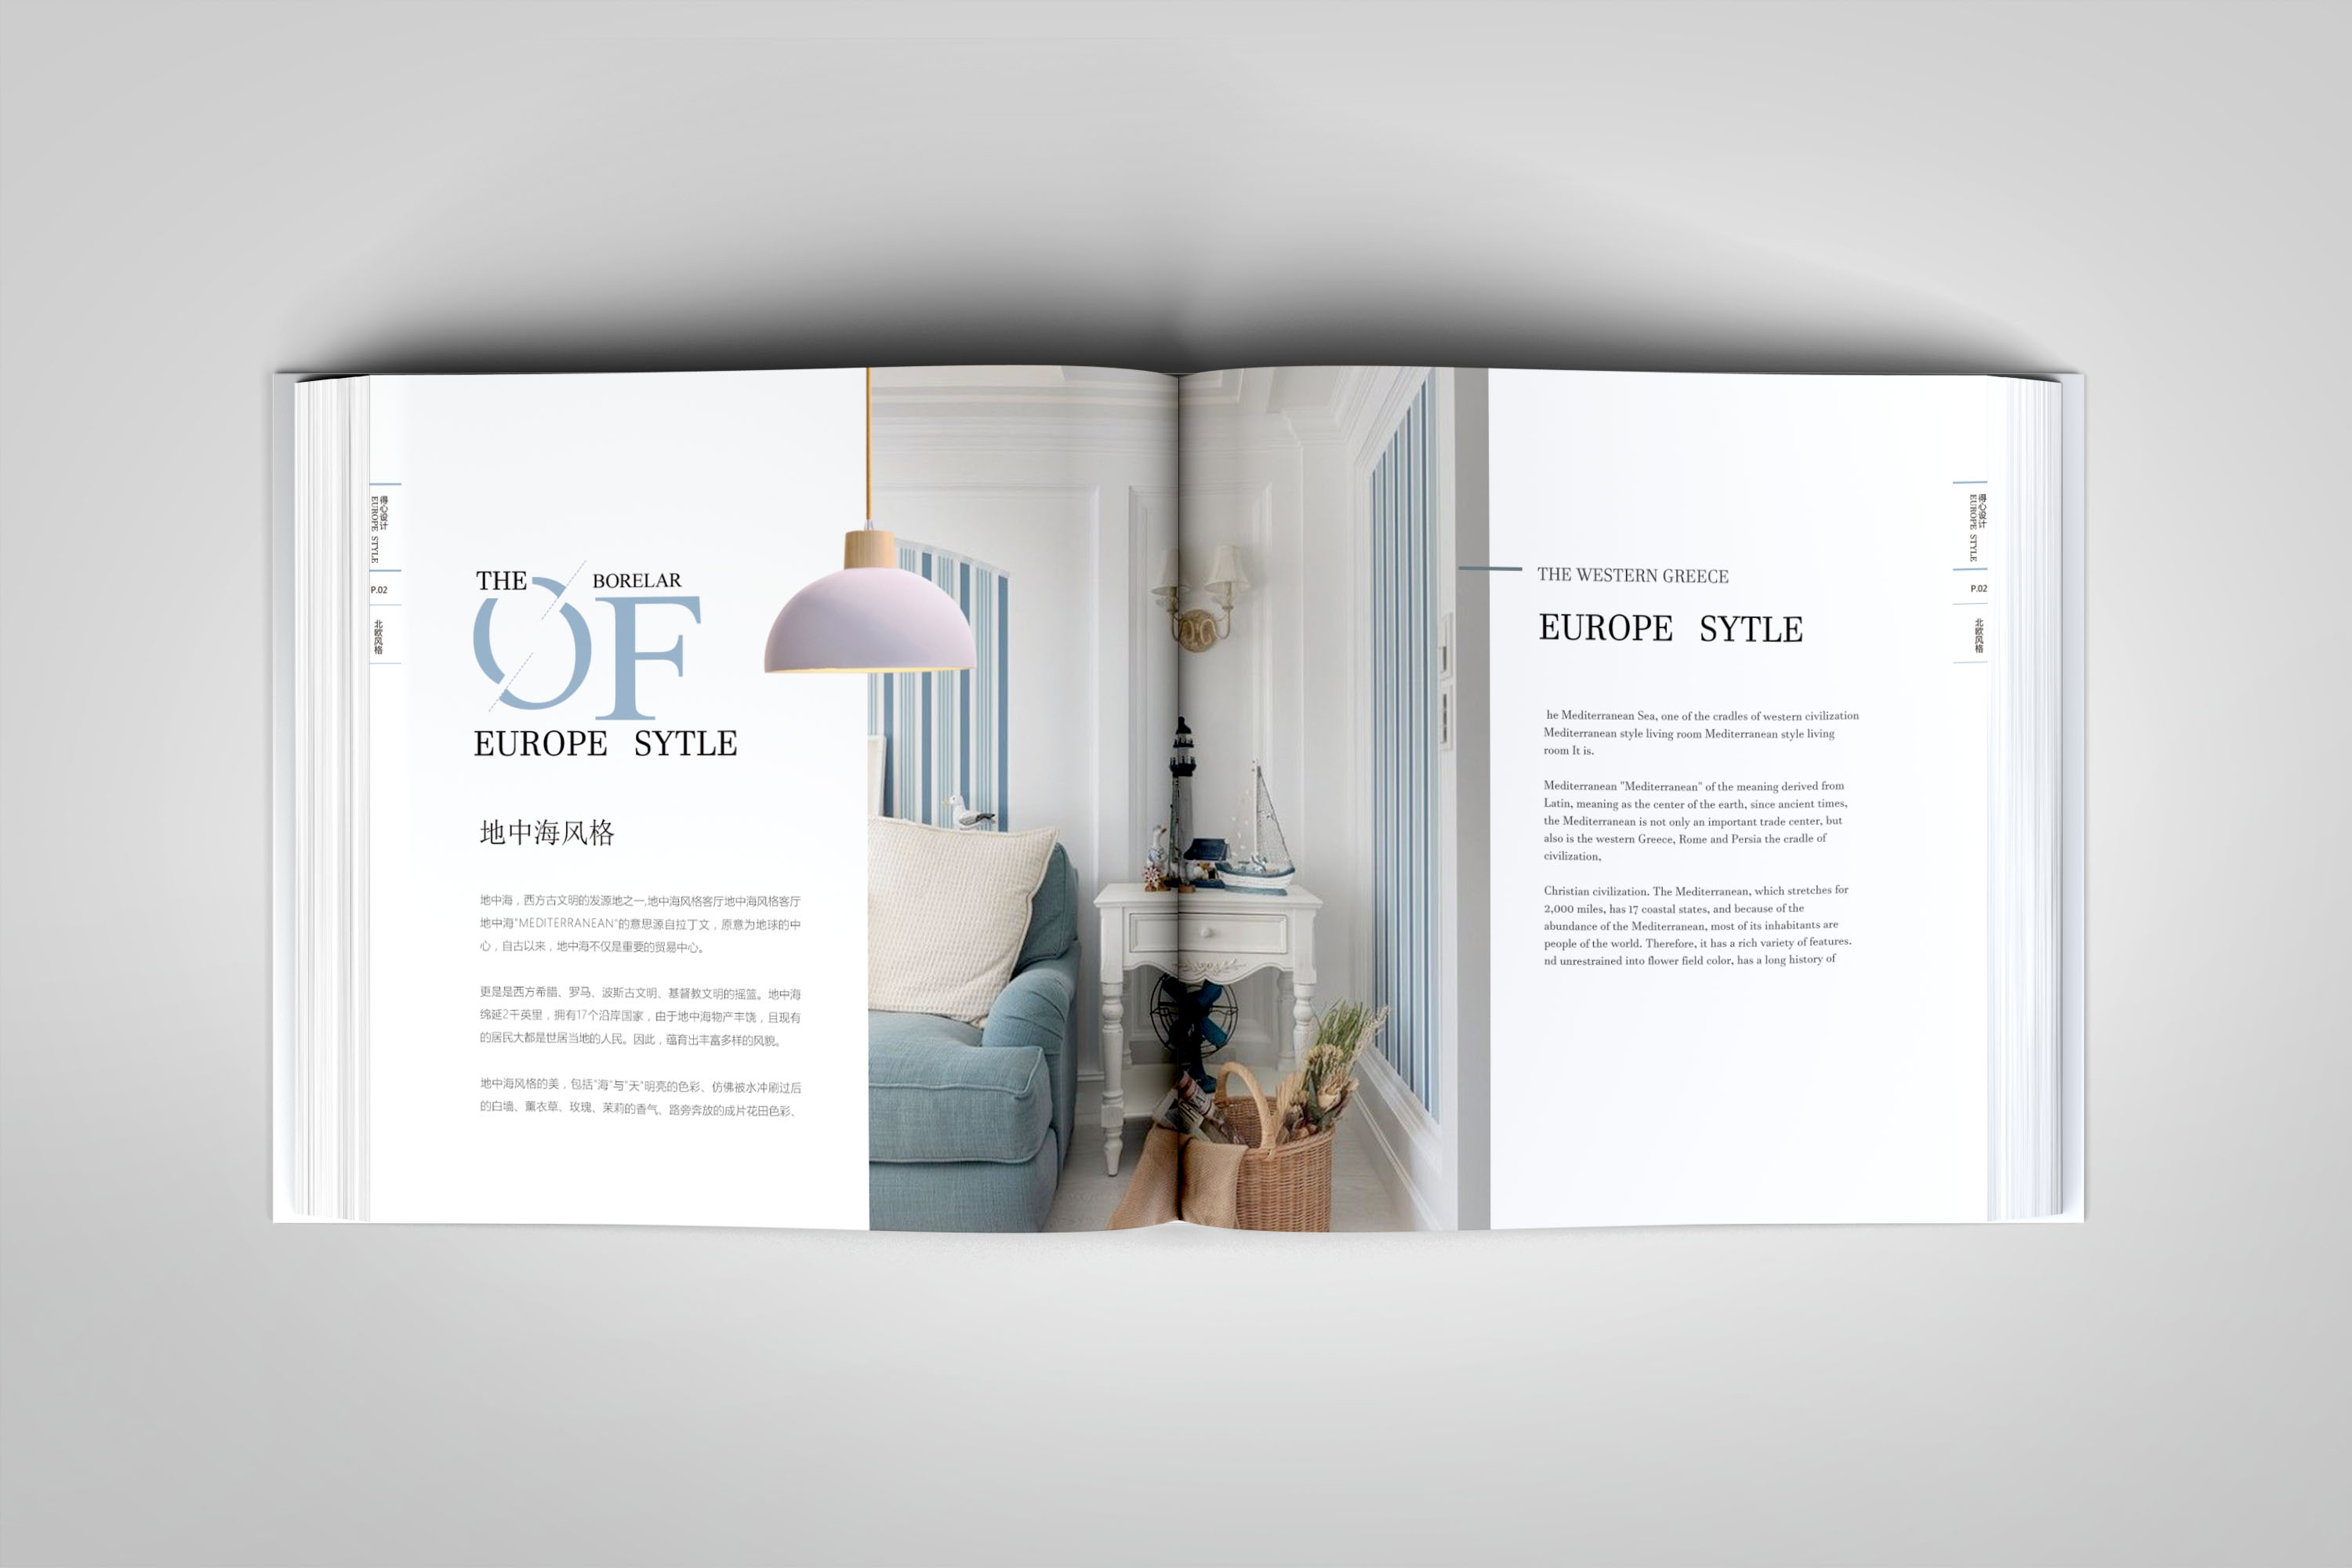 得心设计
EUROPE STYLE
P.02
北欧风格
THE
BORELAR
OF
EUROPE SYTLE
地中海风格
地中海，西方古文明的发源地之一,地中海风格客厅地中海风格客厅
地中海"MEDITERRANEAN"的意思源自拉丁文，原意为地球的中
心，自古以来，地中海不仅是重要的贸易中心。
更是是西方希腊、罗马、波斯古文明、基督教文明的摇篮。地中海
绵延2千英里，拥有17个沿岸国家，由于地中海物产丰饶，且现有
的居民大都是世居当地的人民。因此，蕴育出丰富多样的风貌。
地中海风格的美，包括"海"与"天"明亮的色彩、仿佛被水冲刷过后
的白墙、薰衣草、玫瑰、茉莉的香气、路旁奔放的成片花田色彩、
THE WESTERN GREECE
EUROPE SYTLE
he Mediterranean Sea, one of the cradles of western civilization
Mediterranean style living room Mediterranean style living
room It is.
Mediterranean "Mediterranean" of the meaning derived from
Latin, meaning as the center of the earth, since ancient times,
the Mediterranean is not only an important trade center, but
also is the western Greece, Rome and Persia the cradle of
civilization,
Christian civilization. The Mediterranean, which stretches for
2,000 miles, has 17 coastal states, and because of the
abundance of the Mediterranean, most of its inhabitants are
people of the world. Therefore, it has a rich variety of features.
nd unrestrained into flower field color, has a long history of
得心设计
EUROPE STYLE
P.02
北欧风格